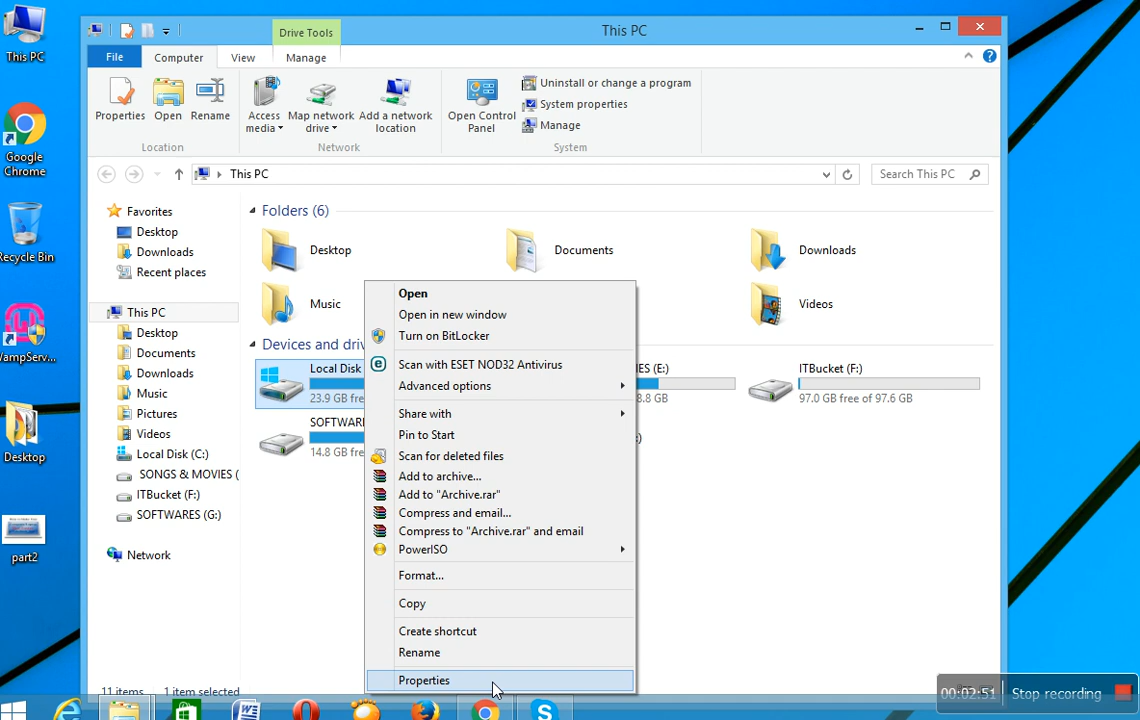 This PC
Drive Tools
This PC
File
Computer
View
Manage
Properties
Open
Rename
Access
media
Map network
drive
Add a network
location
Open Control
Panel
Uninstall or change a program
System properties
Manage
Location
Network
System
This PC
Search This PC
Google
Chrome
Recycle Bin
WampServ...
Desktop
part2
Favorites
Desktop
Downloads
Recent places
This PC
Desktop
Documents
Downloads
Music
Pictures
Videos
Local Disk (C:)
SONGS & MOVIES (
ITBucket (F:)
SOFTWARES (G:)
Network
Folders (6)
Desktop
Documents
Downloads
Music
Videos
Devices and driv
Local Disk
23.9 GB fre
ES (E:)
8.8 GB
ITBucket (F:)
97.0 GB free of 97.6 GB
SOFTWAR
14.8 GB fre
:)
Open
Open in new window
Turn on BitLocker
Scan with ESET NOD32 Antivirus
Advanced options
Share with
Pin to Start
Scan for deleted files
Add to archive...
Add to "Archive.rar"
Compress and email...
Compress to "Archive.rar" and email
PowerISO
Format...
Copy
Create shortcut
Rename
Properties
11 items
1 item selected
00:02:51
Stop recording